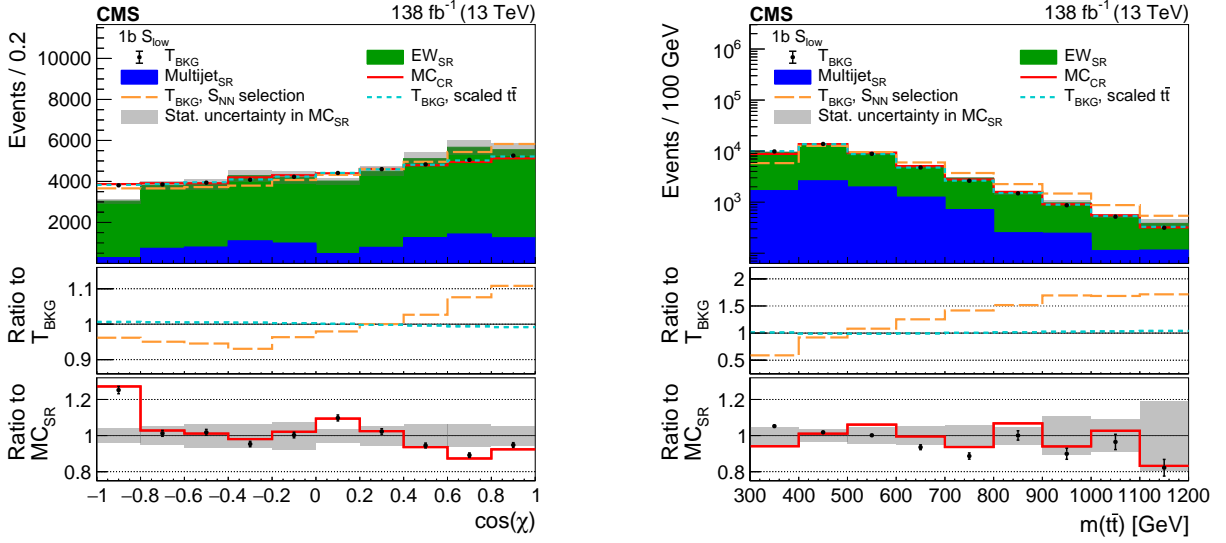 CMS 138 fb⁻¹ (13 TeV)
Events / 0.2
10000
8000
6000
4000
2000
1b S_low
T_BKG
EW_SR
Multijet_SR
MC_CR
T_BKG, S_NN selection
T_BKG, scaled tt̄
Stat. uncertainty in MC_SR
Ratio to
T_BKG
1.1
1
0.9
Ratio to
MC_SR
1.2
1
0.8
−1 −0.8 −0.6 −0.4 −0.2 0 0.2 0.4 0.6 0.8 1
cos(χ)
CMS 138 fb⁻¹ (13 TeV)
Events / 100 GeV
10⁶
10⁵
10⁴
10³
1b S_low
T_BKG
EW_SR
Multijet_SR
MC_CR
T_BKG, S_NN selection
T_BKG, scaled tt̄
Stat. uncertainty in MC_SR
Ratio to
T_BKG
2
1.5
1
0.5
Ratio to
MC_SR
1.2
1
0.8
300 400 500 600 700 800 900 1000 1100 1200
m(tt̄) [GeV]